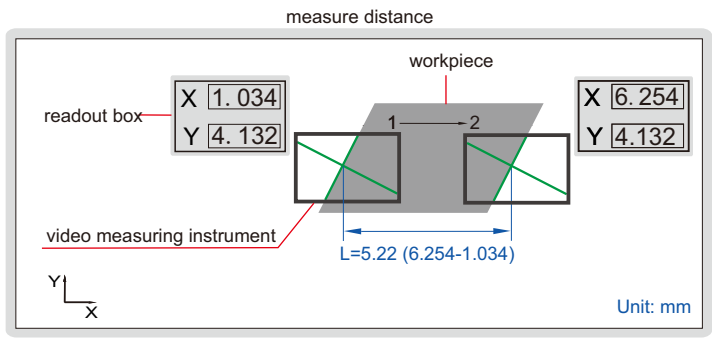 measure distance
workpiece
readout box
X 1. 034
Y 4. 132
X 6. 254
Y 4.132
1 2
video measuring instrument
L=5.22 (6.254-1.034)
Y
X
Unit: mm